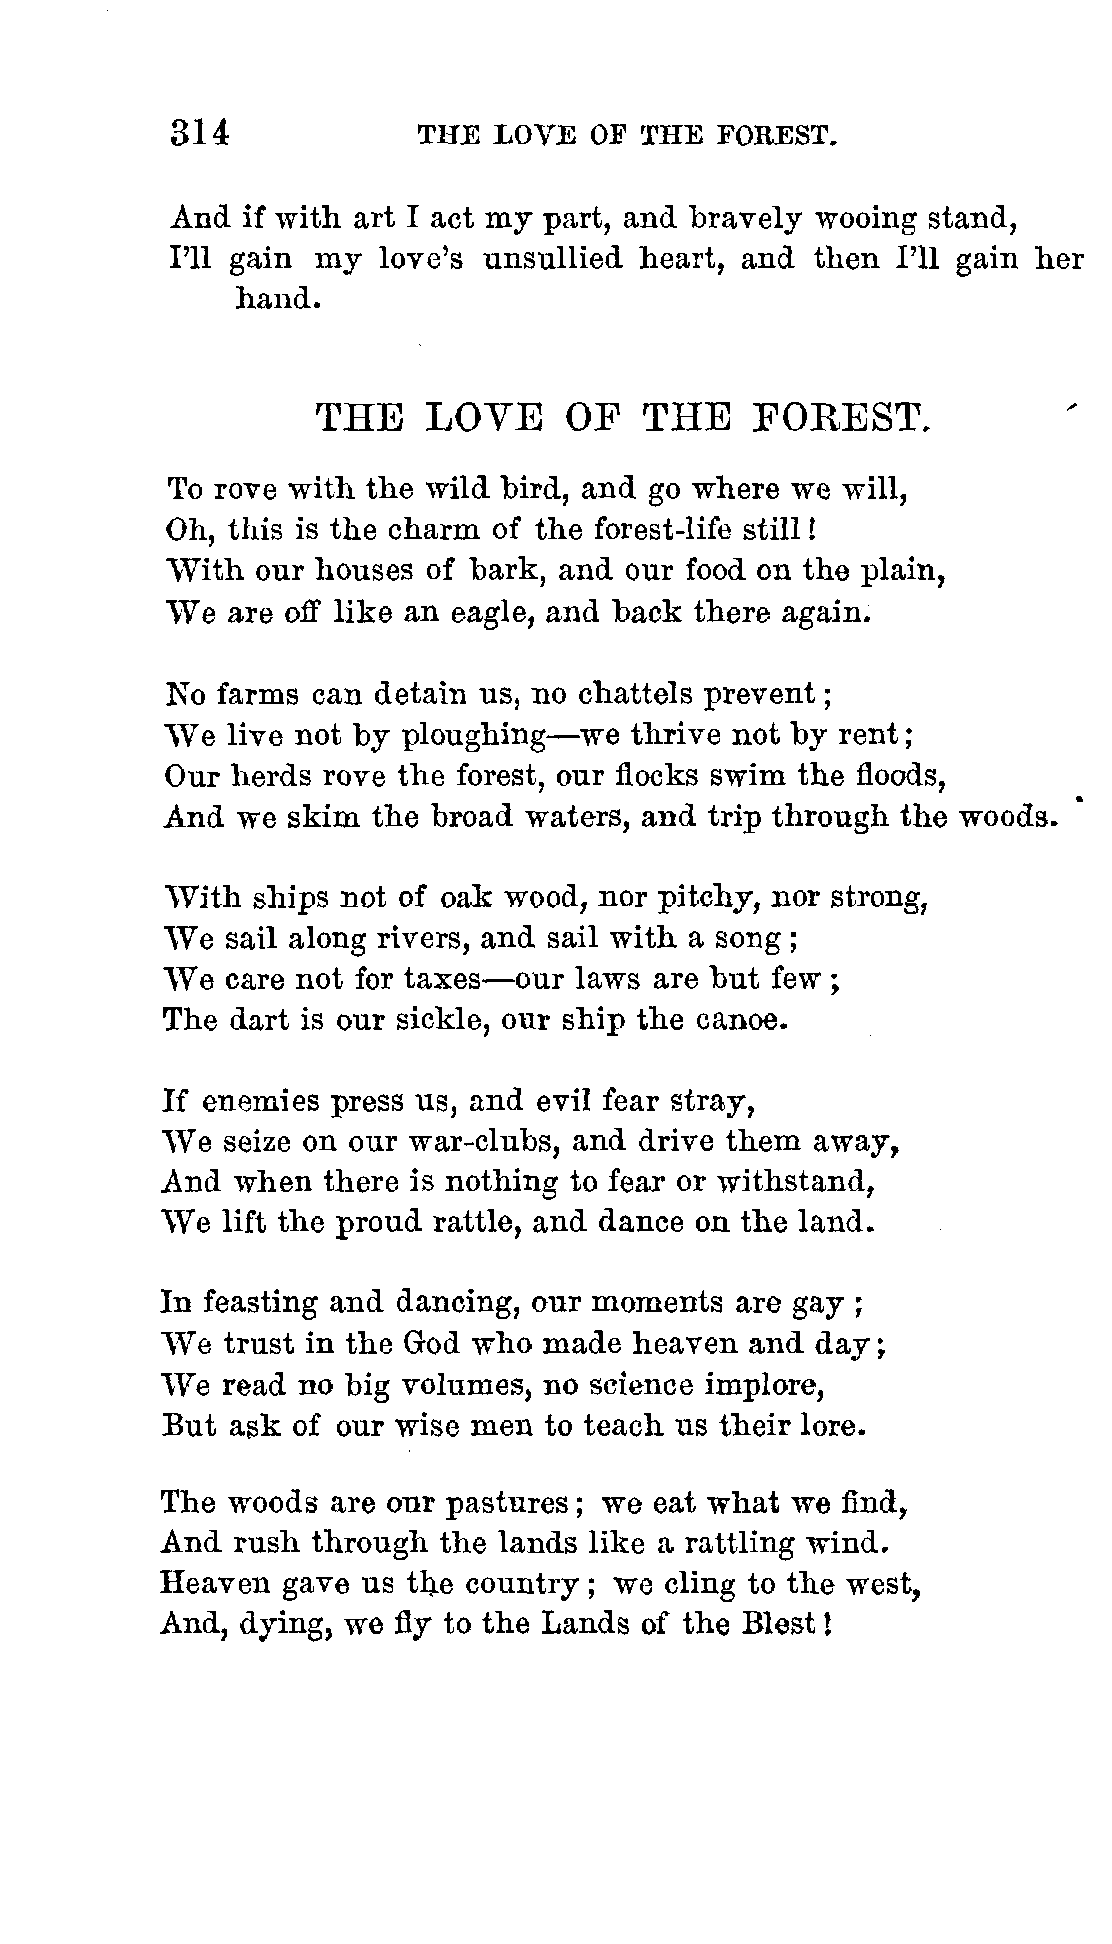 314 THE LOVE OF THE FOREST.
And if with art I act my part, and bravely wooing stand,
I'll gain my love's unsullied heart, and then I'll gain her
hand.
THE LOVE OF THE FOREST.
To rove with the wild bird, and go where we will,
Oh, this is the charm of the forest-life still!
With our houses of bark, and our food on the plain,
We are off like an eagle, and back there again.
No farms can detain us, no chattels prevent;
We live not by ploughing—we thrive not by rent;
Our herds rove the forest, our flocks swim the floods,
And we skim the broad waters, and trip through the woods.
With ships not of oak wood, nor pitchy, nor strong,
We sail along rivers, and sail with a song;
We care not for taxes—our laws are but few;
The dart is our sickle, our ship the canoe.
If enemies press us, and evil fear stray,
We seize on our war-clubs, and drive them away,
And when there is nothing to fear or withstand,
We lift the proud rattle, and dance on the land.
In feasting and dancing, our moments are gay;
We trust in the God who made heaven and day;
We read no big volumes, no science implore,
But ask of our wise men to teach us their lore.
The woods are our pastures; we eat what we find,
And rush through the lands like a rattling wind.
Heaven gave us the country; we cling to the west,
And, dying, we fly to the Lands of the Blest!